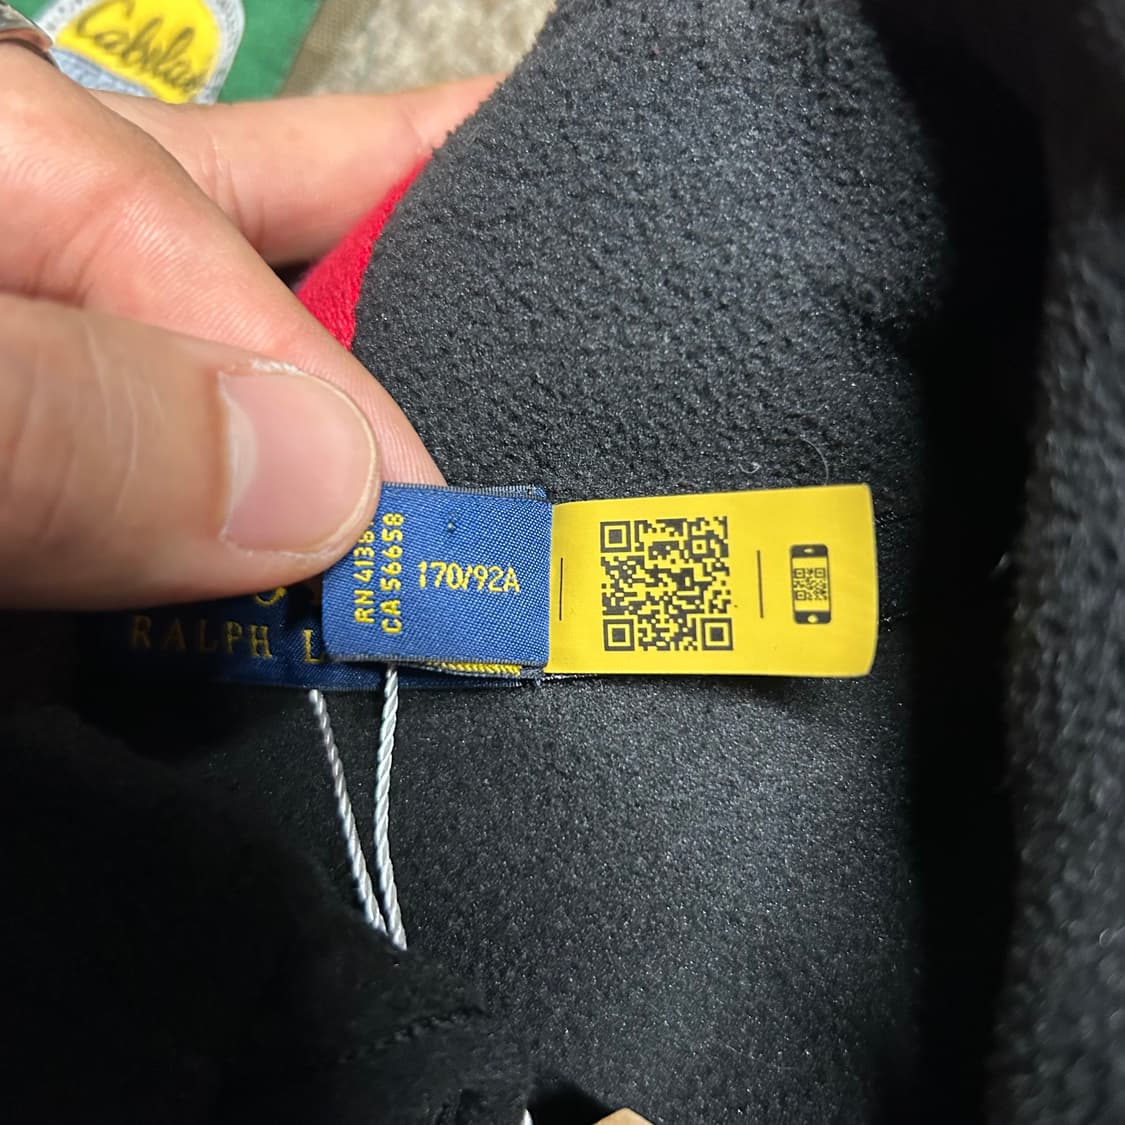 Cabela's
RN 4138
CA 56658
170/92A
RALPH L